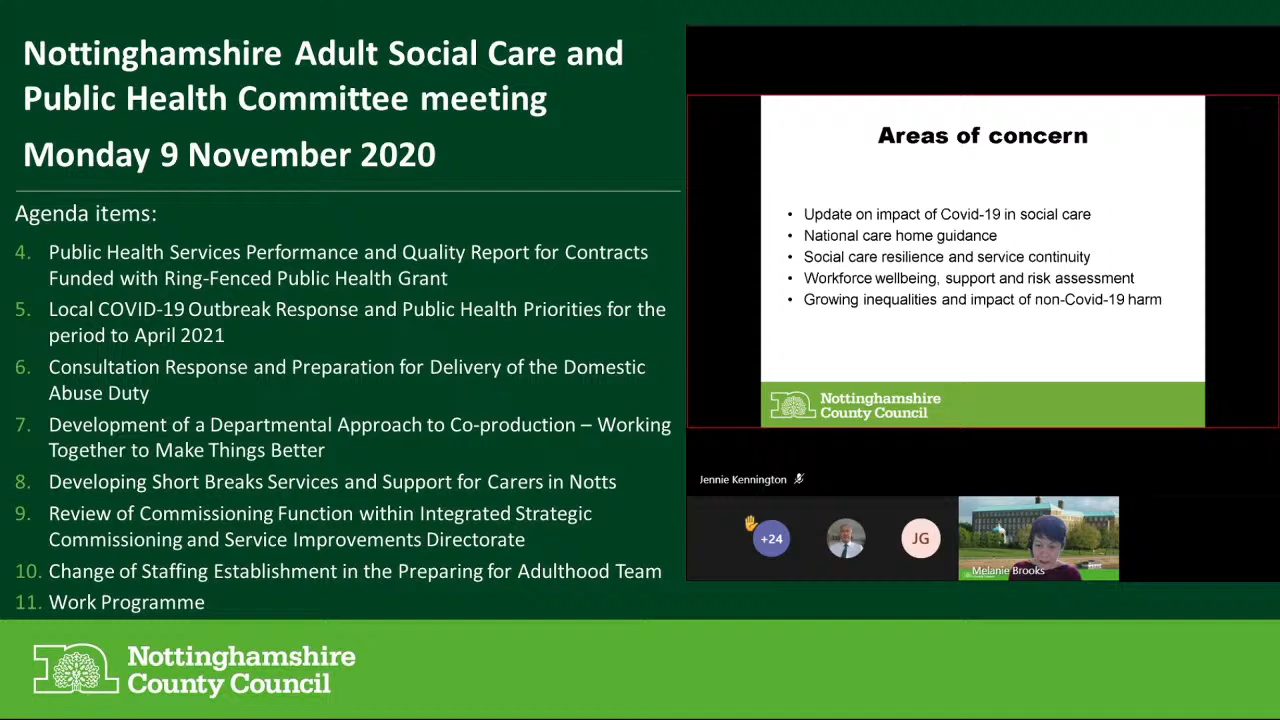 Nottinghamshire Adult Social Care and
Public Health Committee meeting
Monday 9 November 2020
Agenda items:
4. Public Health Services Performance and Quality Report for Contracts
Funded with Ring-Fenced Public Health Grant
5. Local COVID-19 Outbreak Response and Public Health Priorities for the
period to April 2021
6. Consultation Response and Preparation for Delivery of the Domestic
Abuse Duty
7. Development of a Departmental Approach to Co-production – Working
Together to Make Things Better
8. Developing Short Breaks Services and Support for Carers in Notts
9. Review of Commissioning Function within Integrated Strategic
Commissioning and Service Improvements Directorate
10. Change of Staffing Establishment in the Preparing for Adulthood Team
11. Work Programme
Nottinghamshire
County Council
Areas of concern
• Update on impact of Covid-19 in social care
• National care home guidance
• Social care resilience and service continuity
• Workforce wellbeing, support and risk assessment
• Growing inequalities and impact of non-Covid-19 harm
Nottinghamshire
County Council
Jennie Kennington
+24
JG
Melanie Brooks